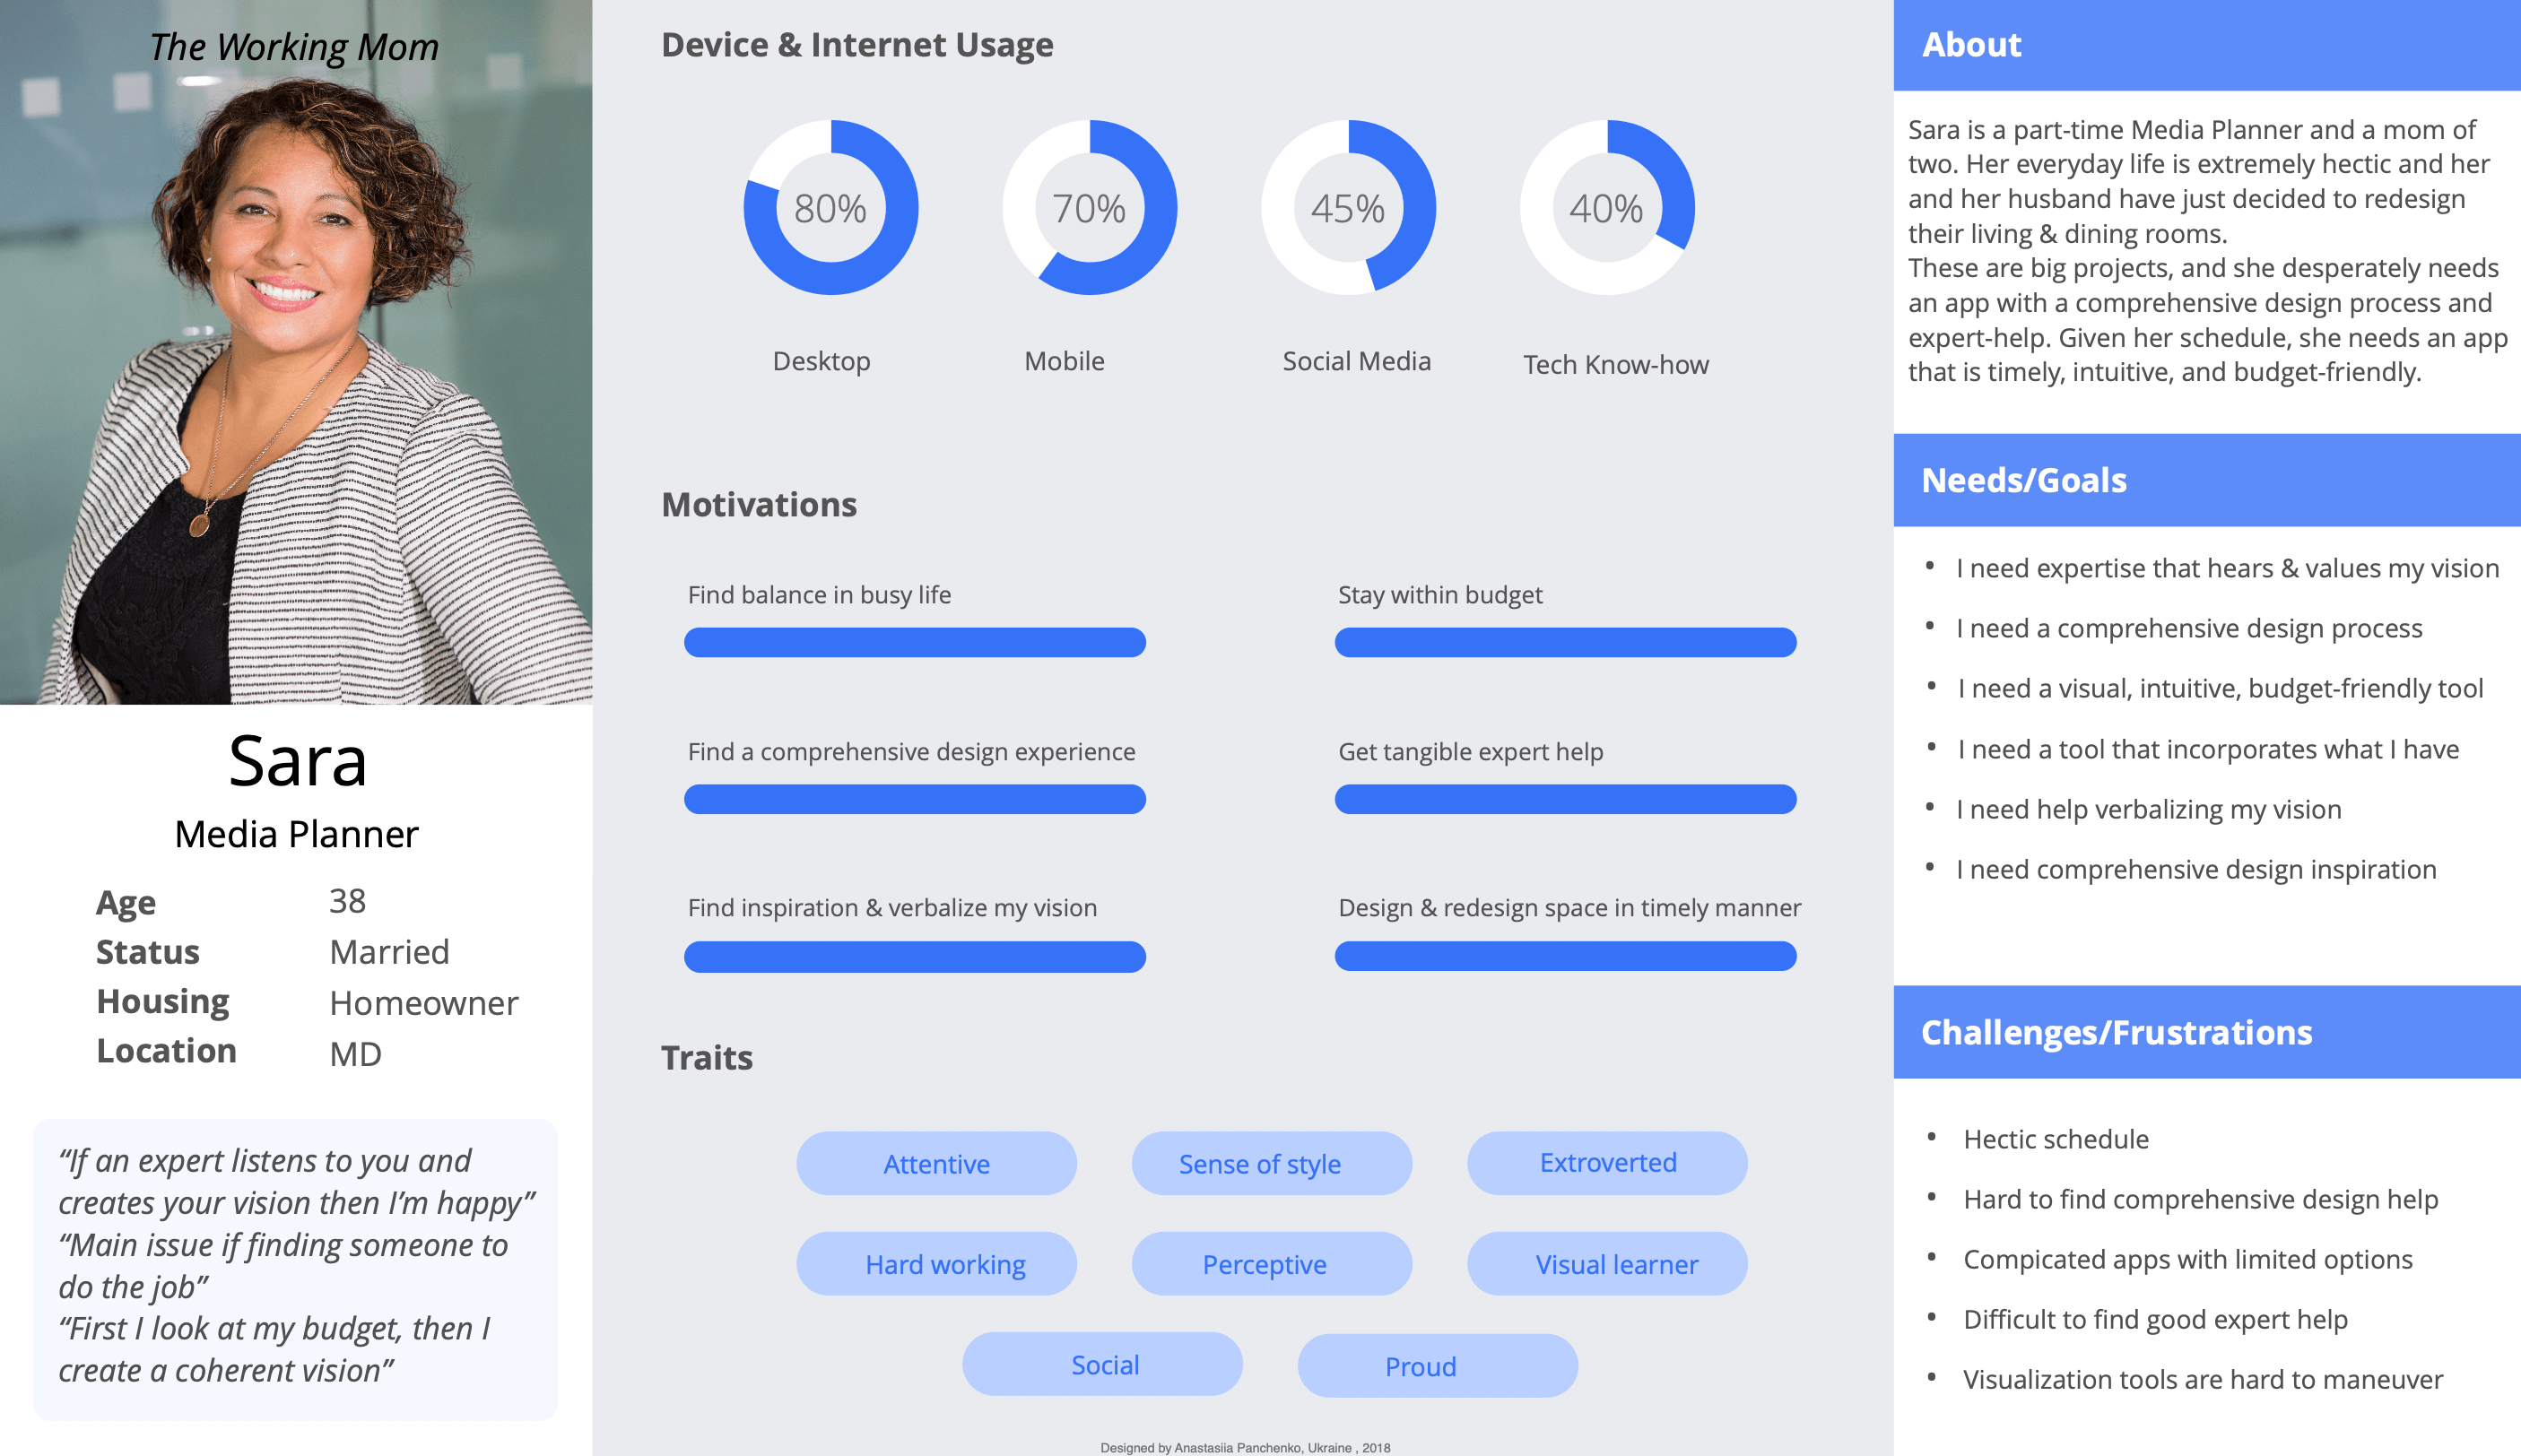 The Working Mom
Sara
Media Planner
Age 38
Status Married
Housing Homeowner
Location MD
“If an expert listens to you and
creates your vision then I’m happy”
“Main issue if finding someone to
do the job”
“First I look at my budget, then I
create a coherent vision”
Device & Internet Usage
80% 70% 45% 40%
Desktop Mobile Social Media Tech Know-how
Motivations
Find balance in busy life Stay within budget
Find a comprehensive design experience Get tangible expert help
Find inspiration & verbalize my vision Design & redesign space in timely manner
Traits
Attentive Sense of style Extroverted
Hard working Perceptive Visual learner
Social Proud
Designed by Anastasiia Panchenko, Ukraine , 2018
About
Sara is a part-time Media Planner and a mom of
two. Her everyday life is extremely hectic and her
and her husband have just decided to redesign
their living & dining rooms.
These are big projects, and she desperately needs
an app with a comprehensive design process and
expert-help. Given her schedule, she needs an app
that is timely, intuitive, and budget-friendly.
Needs/Goals
• I need expertise that hears & values my vision
• I need a comprehensive design process
• I need a visual, intuitive, budget-friendly tool
• I need a tool that incorporates what I have
• I need help verbalizing my vision
• I need comprehensive design inspiration
Challenges/Frustrations
• Hectic schedule
• Hard to find comprehensive design help
• Compicated apps with limited options
• Difficult to find good expert help
• Visualization tools are hard to maneuver